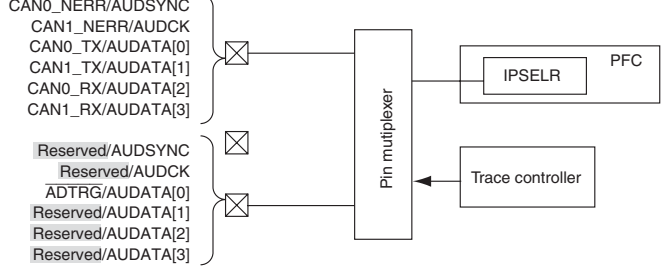 CAN0_NERR/AUDSYNC
CAN1_NERR/AUDCK
CAN0_TX/AUDATA[0]
CAN1_TX/AUDATA[1]
CAN0_RX/AUDATA[2]
CAN1_RX/AUDATA[3]
Reserved/AUDSYNC
Reserved/AUDCK
ADTRG/AUDATA[0]
Reserved/AUDATA[1]
Reserved/AUDATA[2]
Reserved/AUDATA[3]
Pin mutiplexer
PFC
IPSELR
Trace controller